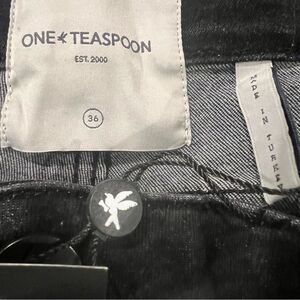 ONE TEASPOON
EST. 2000
36
MADE IN TURKEY